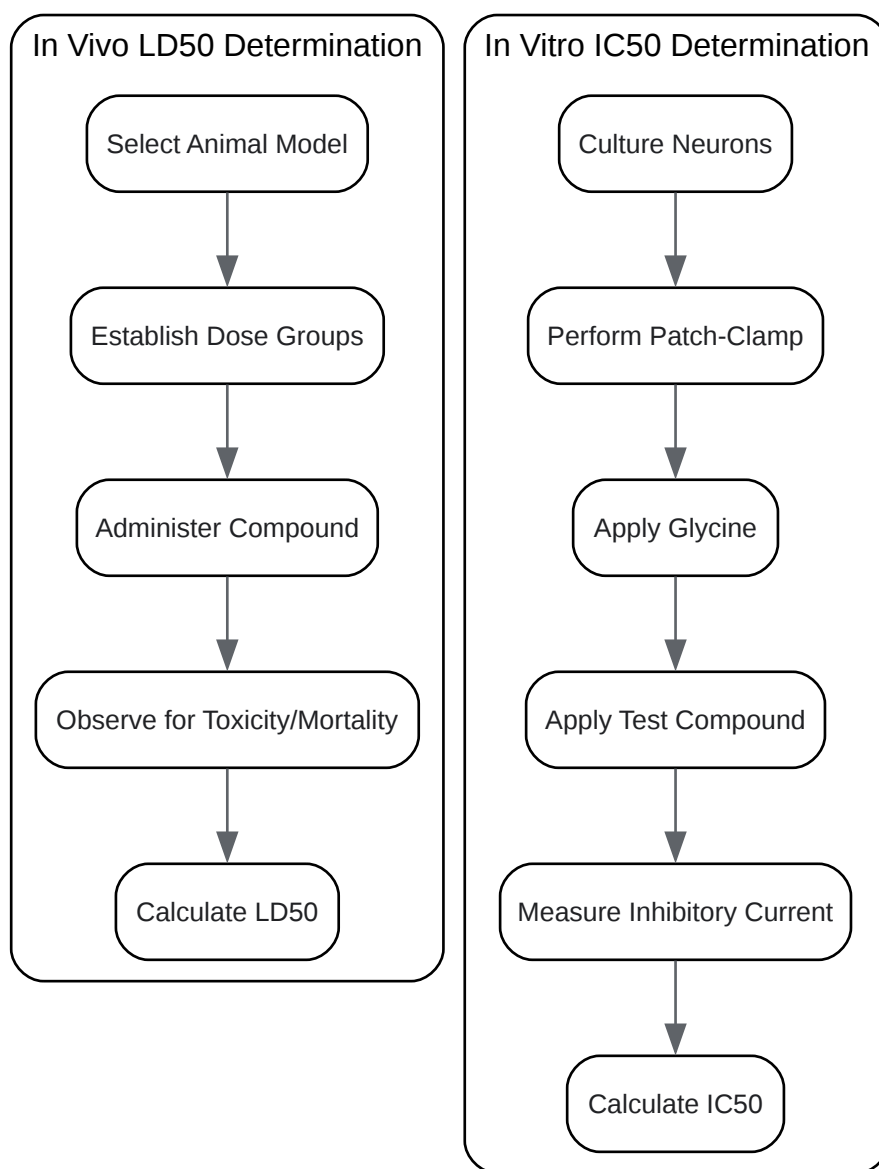 In Vivo LD50 Determination
Select Animal Model
Establish Dose Groups
Administer Compound
Observe for Toxicity/Mortality
Calculate LD50
In Vitro IC50 Determination
Culture Neurons
Perform Patch-Clamp
Apply Glycine
Apply Test Compound
Measure Inhibitory Current
Calculate IC50